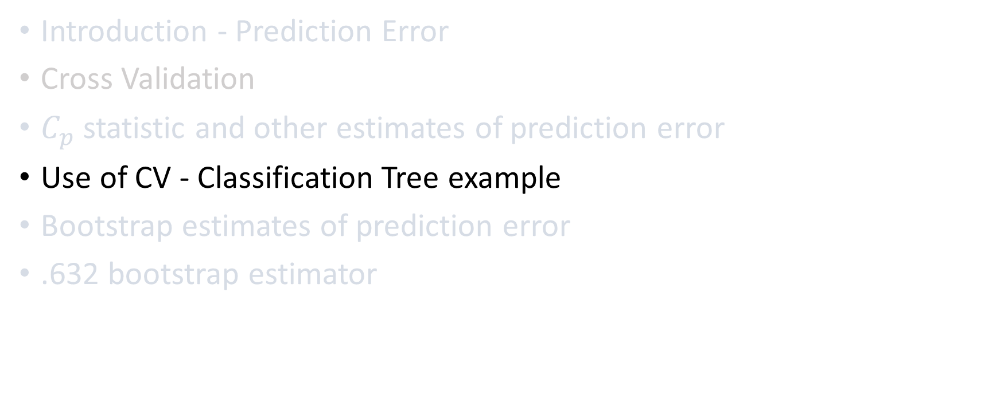 • Introduction - Prediction Error
• Cross Validation
• 𝐶𝑝 statistic and other estimates of prediction error
• Use of CV - Classification Tree example
• Bootstrap estimates of prediction error
• .632 bootstrap estimator